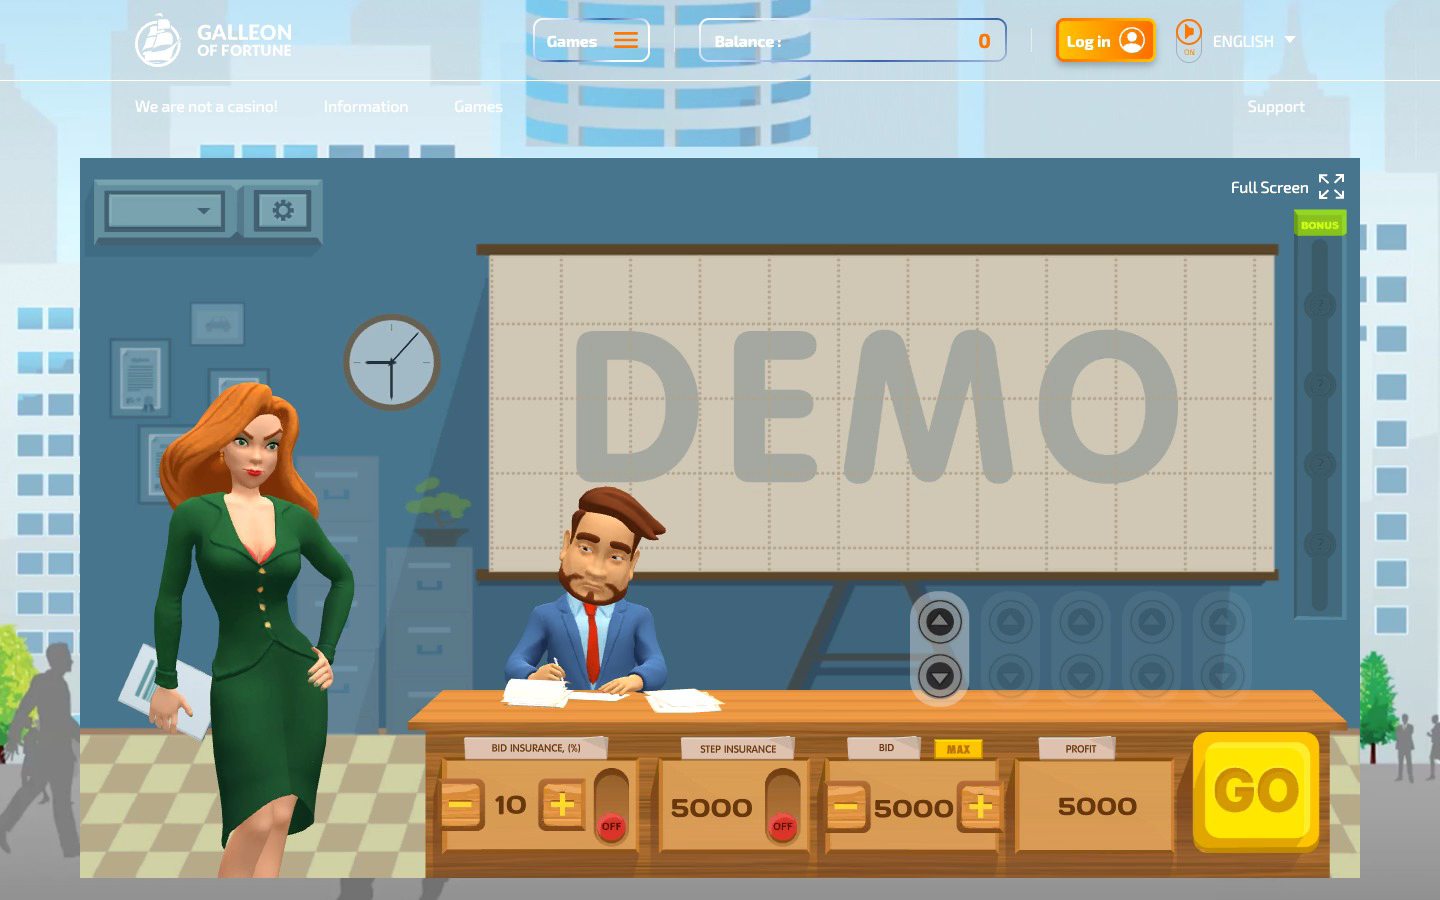 GALLEON
OF FORTUNE
Games
Balance :
0
Log in
ON
ENGLISH
We are not a casino!
Information
Games
Support
Full Screen
BONUS
?
?
?
?
DEMO
BID INSURANCE, (%)
STEP INSURANCE
BID
MAX
PROFIT
10
OFF
5000
OFF
5000
5000
GO